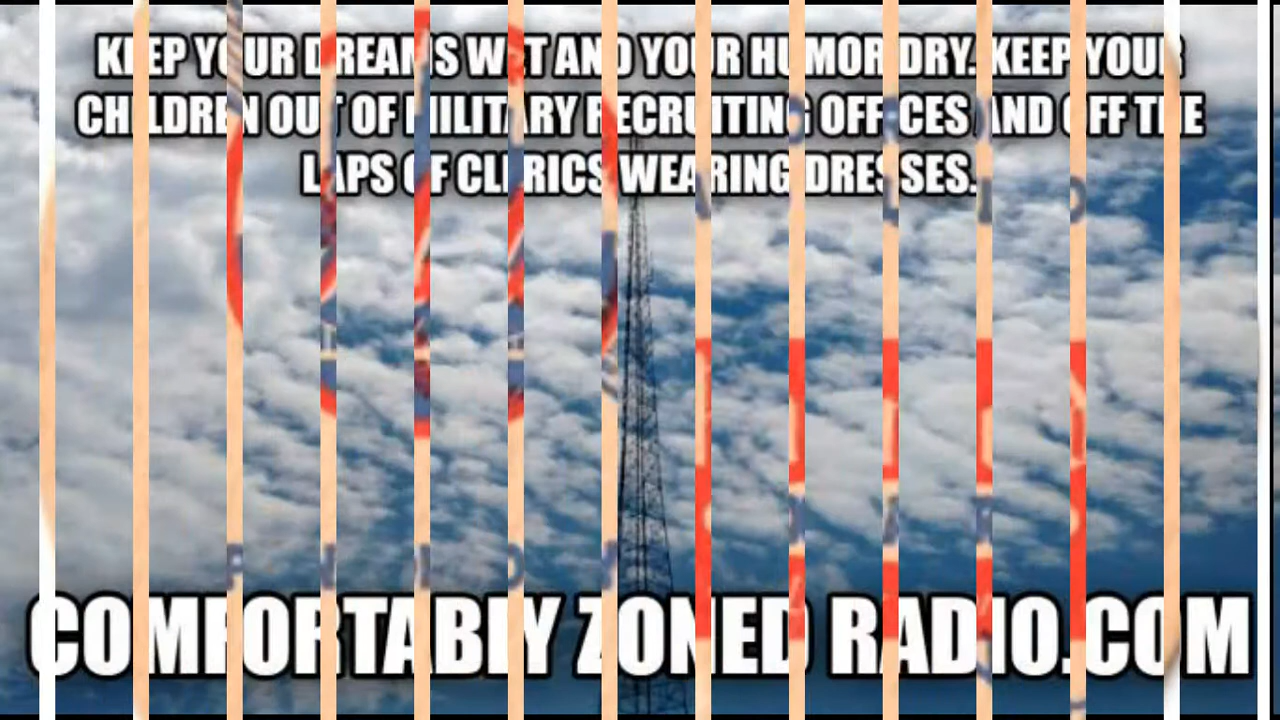 KEEP YOUR DREAMS WET AND YOUR HUMOR DRY. KEEP YOUR
CHILDREN OUT OF MILITARY RECRUITING OFFICES AND OFF THE
LAPS OF CLERICS WEARING DRESSES.
COMFORTABLY ZONED RADIO.COM